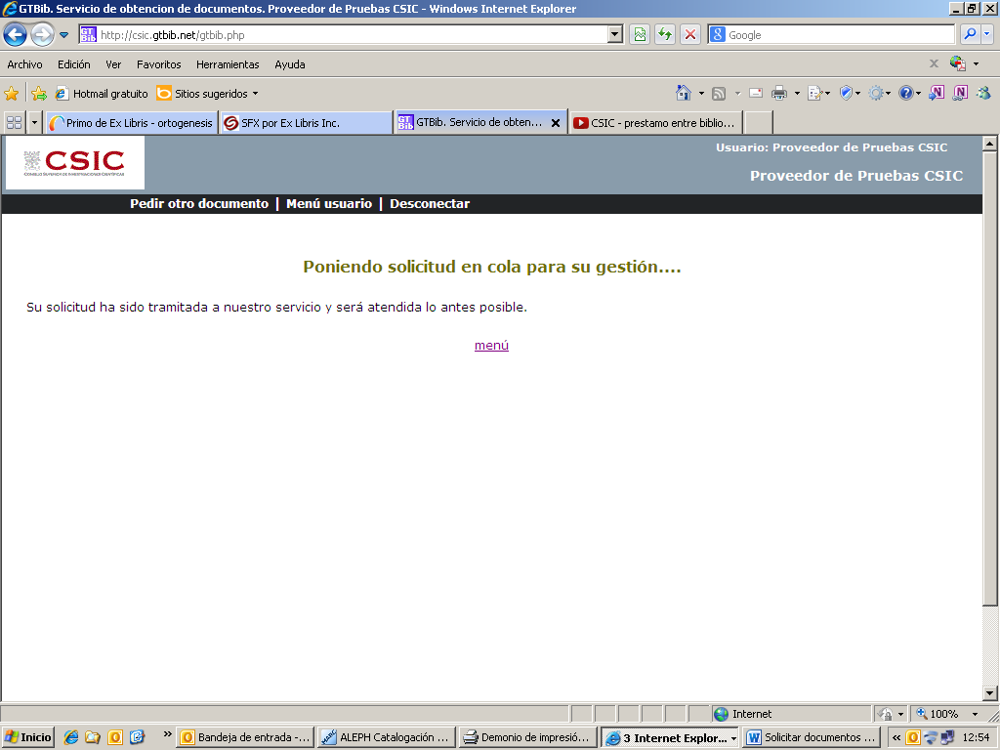 GTBib. Servicio de obtencion de documentos. Proveedor de Pruebas CSIC - Windows Internet Explorer
http://csic.gtbib.net/gtbib.php
Google
Archivo Edición Ver Favoritos Herramientas Ayuda
Hotmail gratuito Sitios sugeridos
Primo de Ex Libris - ortogenesis
SFX por Ex Libris Inc.
GTBib. Servicio de obten...
CSIC - prestamo entre biblio...
CSIC
CONSEJO SUPERIOR DE INVESTIGACIONES CIENTÍFICAS
Usuario: Proveedor de Pruebas CSIC
Proveedor de Pruebas CSIC
Pedir otro documento | Menú usuario | Desconectar
Poniendo solicitud en cola para su gestión....
Su solicitud ha sido tramitada a nuestro servicio y será atendida lo antes posible.
menú
Internet
100%
Inicio
Bandeja de entrada -...
ALEPH Catalogación ...
Demonio de impresió...
3 Internet Explor...
Solicitar documentos ...
12:54